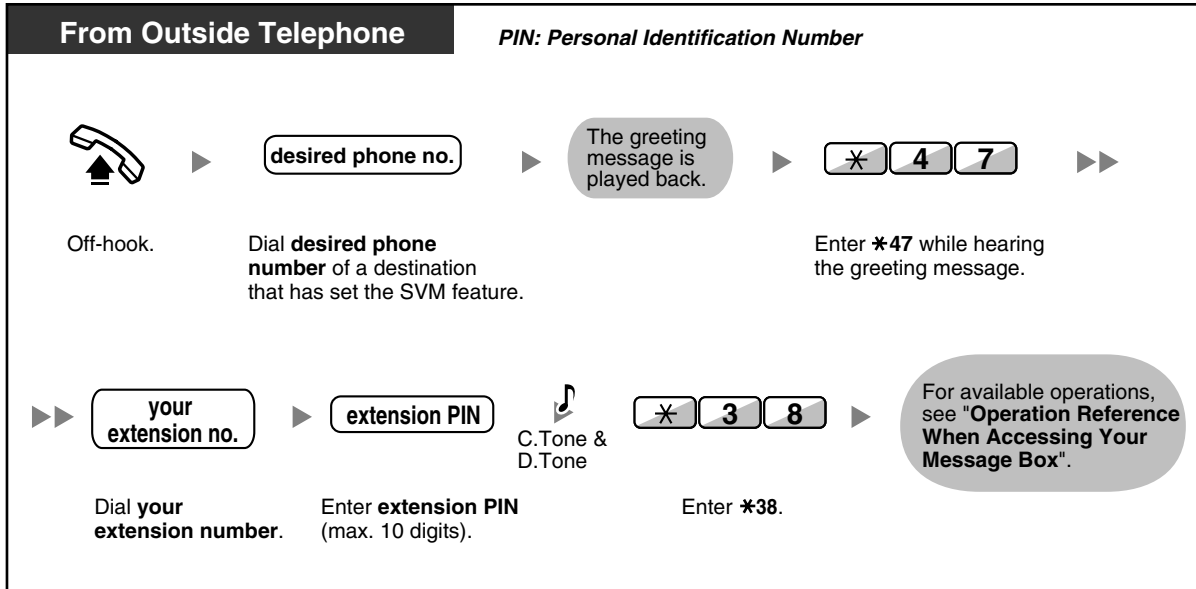 From Outside Telephone
PIN: Personal Identification Number
desired phone no.
The greeting
message is
played back.
* 4 7
Off-hook.
Dial desired phone
number of a destination
that has set the SVM feature.
Enter *47 while hearing
the greeting message.
your
extension no.
extension PIN
C.Tone &
D.Tone
* 3 8
For available operations,
see "Operation Reference
When Accessing Your
Message Box".
Dial your
extension number.
Enter extension PIN
(max. 10 digits).
Enter *38.